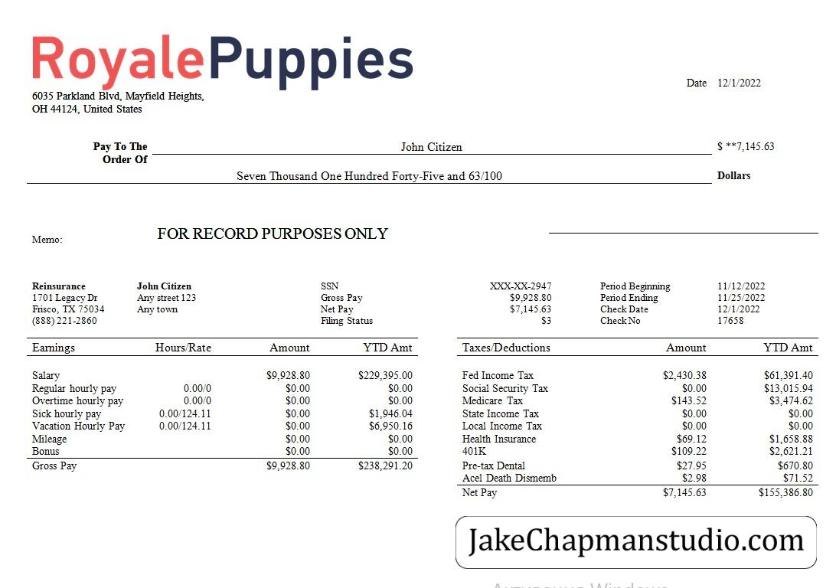 RoyalePuppies
6035 Parkland Blvd, Mayfield Heights,
OH 44124, United States
Date 12/1/2022
Pay To The Order Of John Citizen $ **7,145.63
Seven Thousand One Hundred Forty-Five and 63/100 Dollars
Memo: FOR RECORD PURPOSES ONLY
Reinsurance John Citizen SSN XXX-XX-2947 Period Beginning 11/12/2022
1701 Legacy Dr Any street 123 Gross Pay $9,928.80 Period Ending 11/25/2022
Frisco, TX 75034 Any town Net Pay $7,145.63 Check Date 12/1/2022
(888) 221-2860 Filing Status $3 Check No 17658
Earnings Hours/Rate Amount YTD Amt Taxes/Deductions Amount YTD Amt
Salary $9,928.80 $229,395.00 Fed Income Tax $2,430.38 $61,391.40
Regular hourly pay 0.00/0 $0.00 $0.00 Social Security Tax $0.00 $13,015.94
Overtime hourly pay 0.00/0 $0.00 $0.00 Medicare Tax $143.52 $3,474.62
Sick hourly pay 0.00/124.11 $0.00 $1,946.04 State Income Tax $0.00 $0.00
Vacation Hourly Pay 0.00/124.11 $0.00 $6,950.16 Local Income Tax $0.00 $0.00
Mileage $0.00 $0.00 Health Insurance $69.12 $1,658.88
Bonus $0.00 $0.00 401K $109.22 $2,621.21
Gross Pay $9,928.80 $238,291.20 Pre-tax Dental $27.95 $670.80
Acel Death Dismemb $2.98 $71.52
Net Pay $7,145.63 $155,386.80
JakeChapmanstudio.com